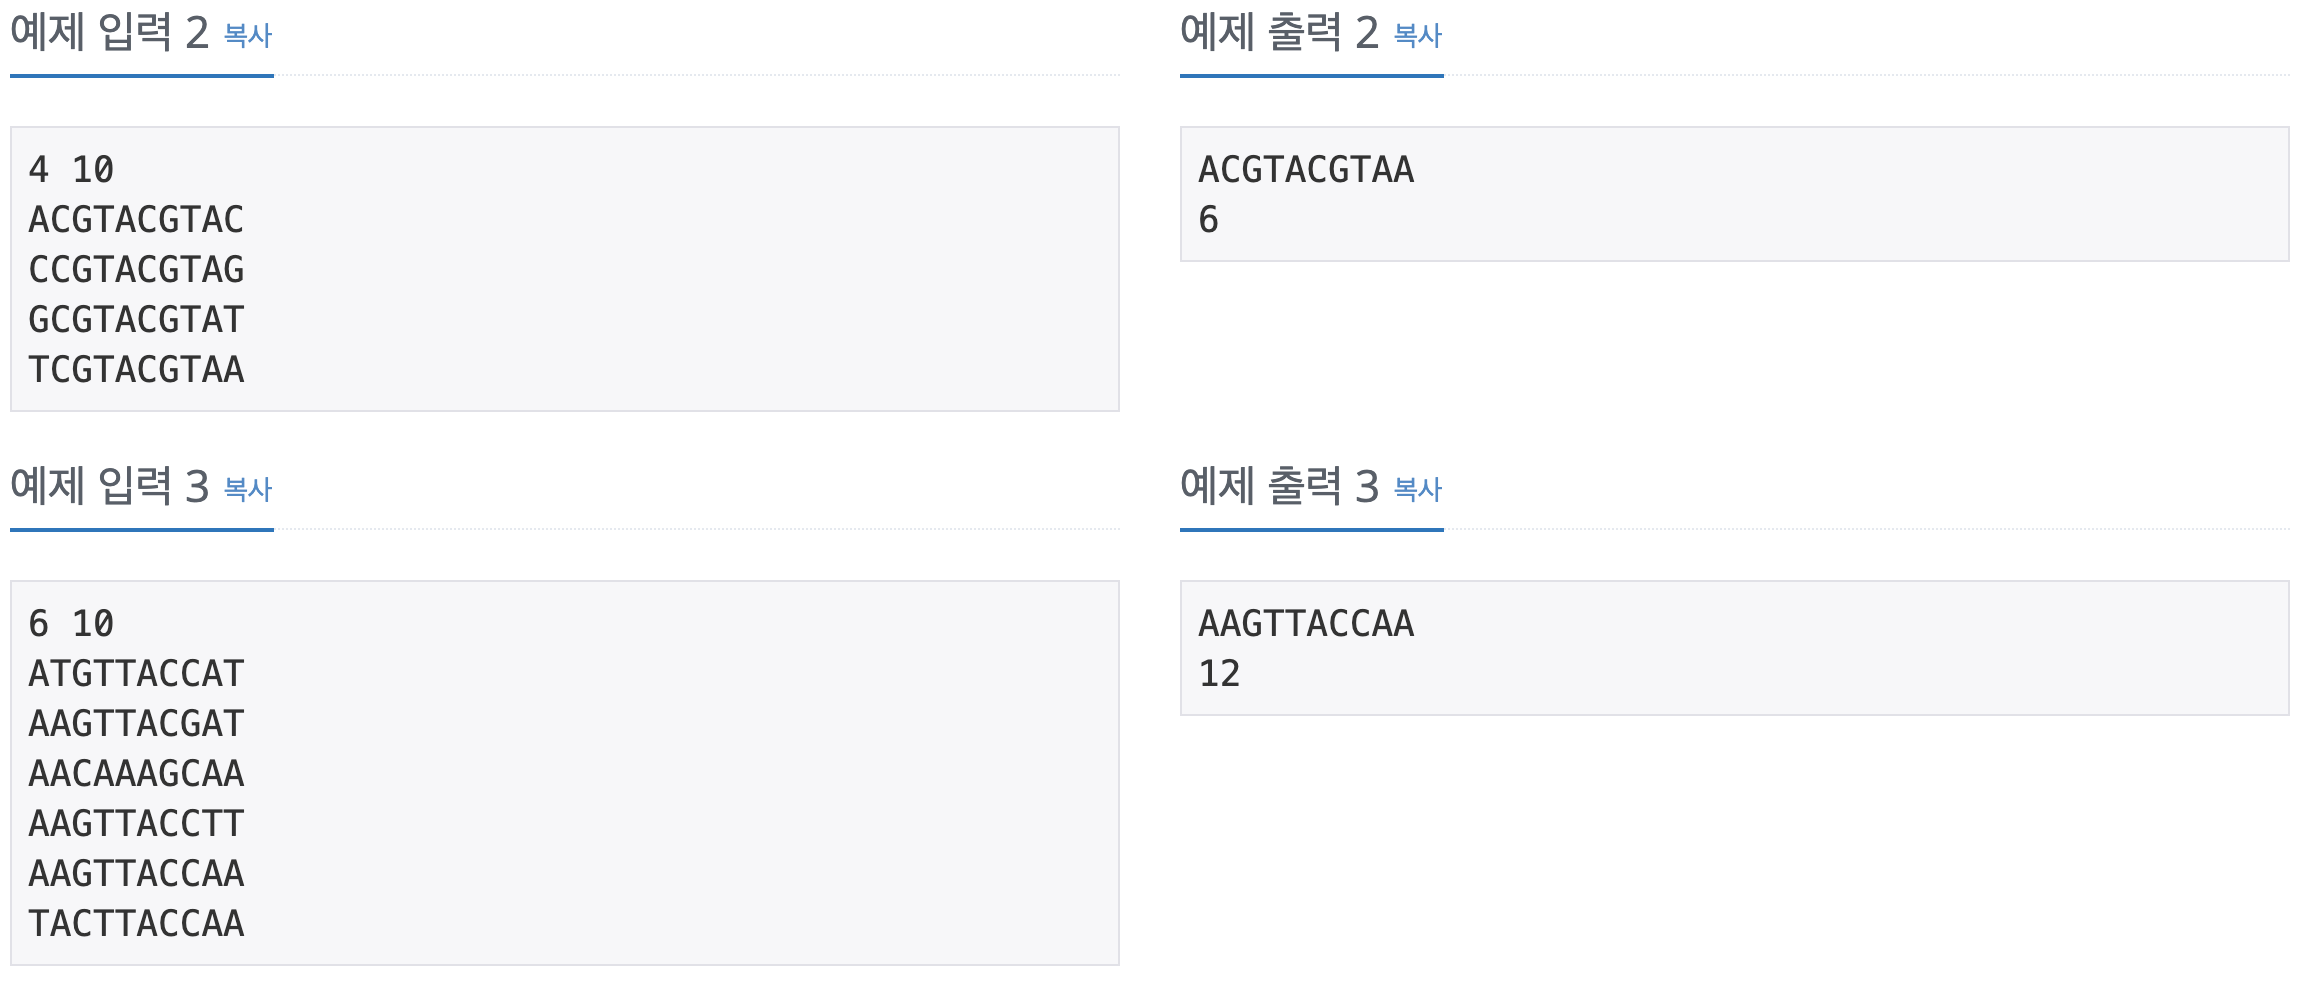 예제 입력 2 복사
4 10
ACGTACGTAC
CCGTACGTAG
GCGTACGTAT
TCGTACGTAA
예제 출력 2 복사
ACGTACGTAA
6
예제 입력 3 복사
6 10
ATGTTACCAT
AAGTTACGAT
AACAAAGCAA
AAGTTACCTT
AAGTTACCAA
TACTTACCAA
예제 출력 3 복사
AAGTTACCAA
12